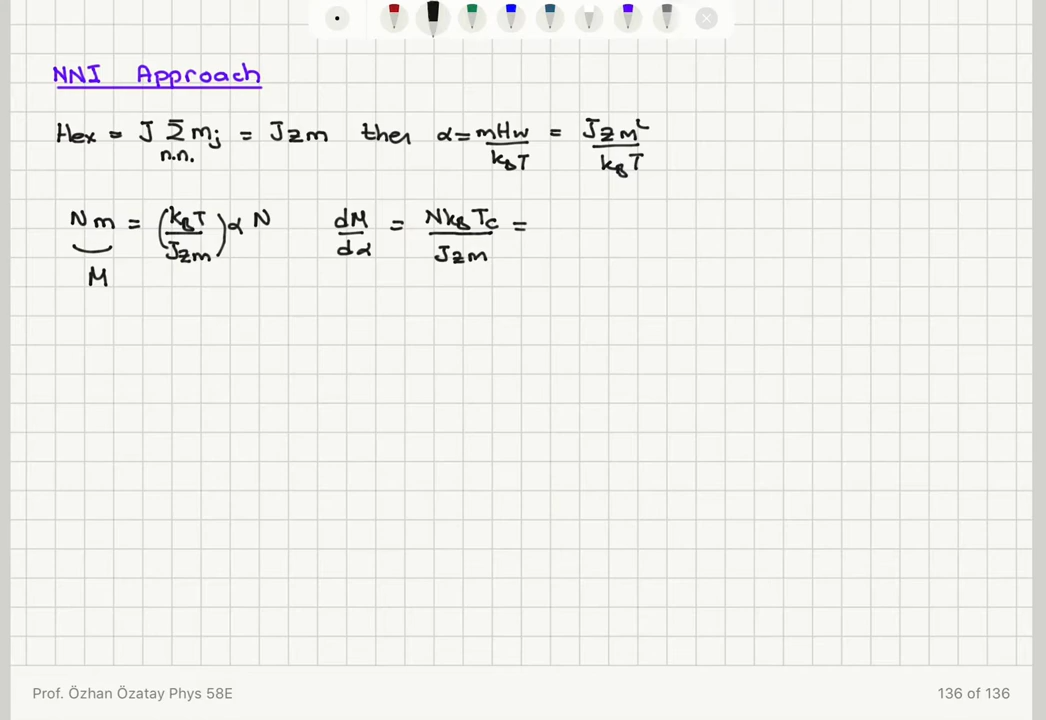 NNI Approach
Hex = J Σ mj = Jzm then α = mHw/kBT = Jzm²/kBT
n.n.
Nm = (kBT/Jzm)α N dM/dα = NkBTc/Jzm =
M
Prof. Özhan Özatay Phys 58E 136 of 136